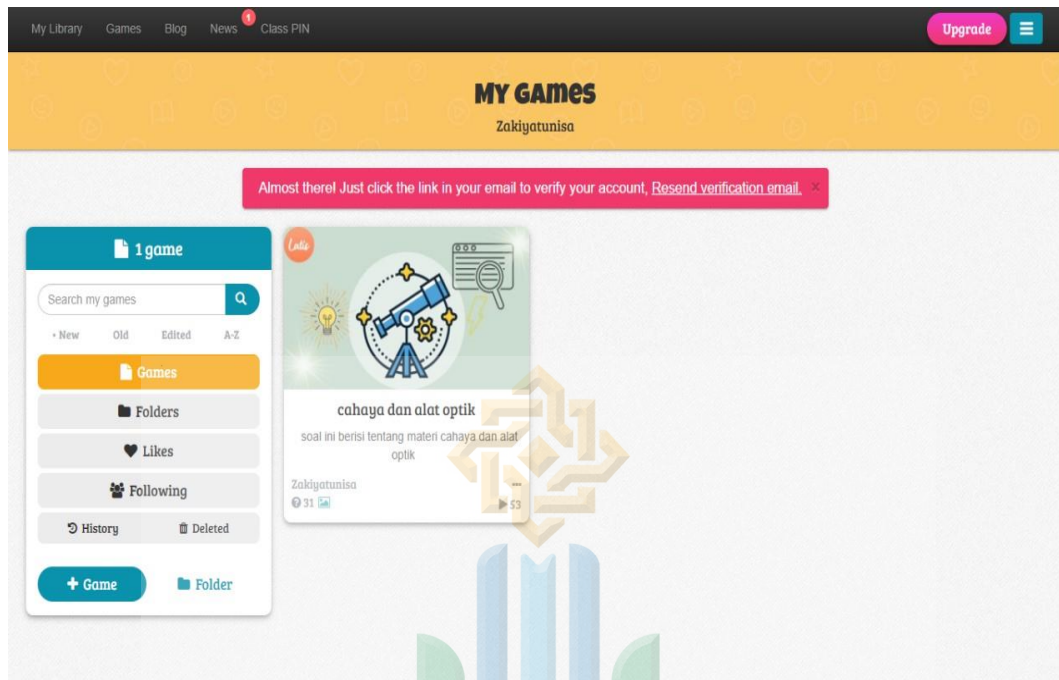 My Library Games Blog News 1 Class PIN Upgrade
MY GAMES
Zakiyatunisa
Almost there! Just click the link in your email to verify your account, Resend verification email. ×
1 game
Search my games
• New Old Edited A-Z
Games
Folders
Likes
Following
History Deleted
+ Game Folder
cahaya dan alat optik
soal ini berisi tentang materi cahaya dan alat
optik
Zakiyatunisa
31 53